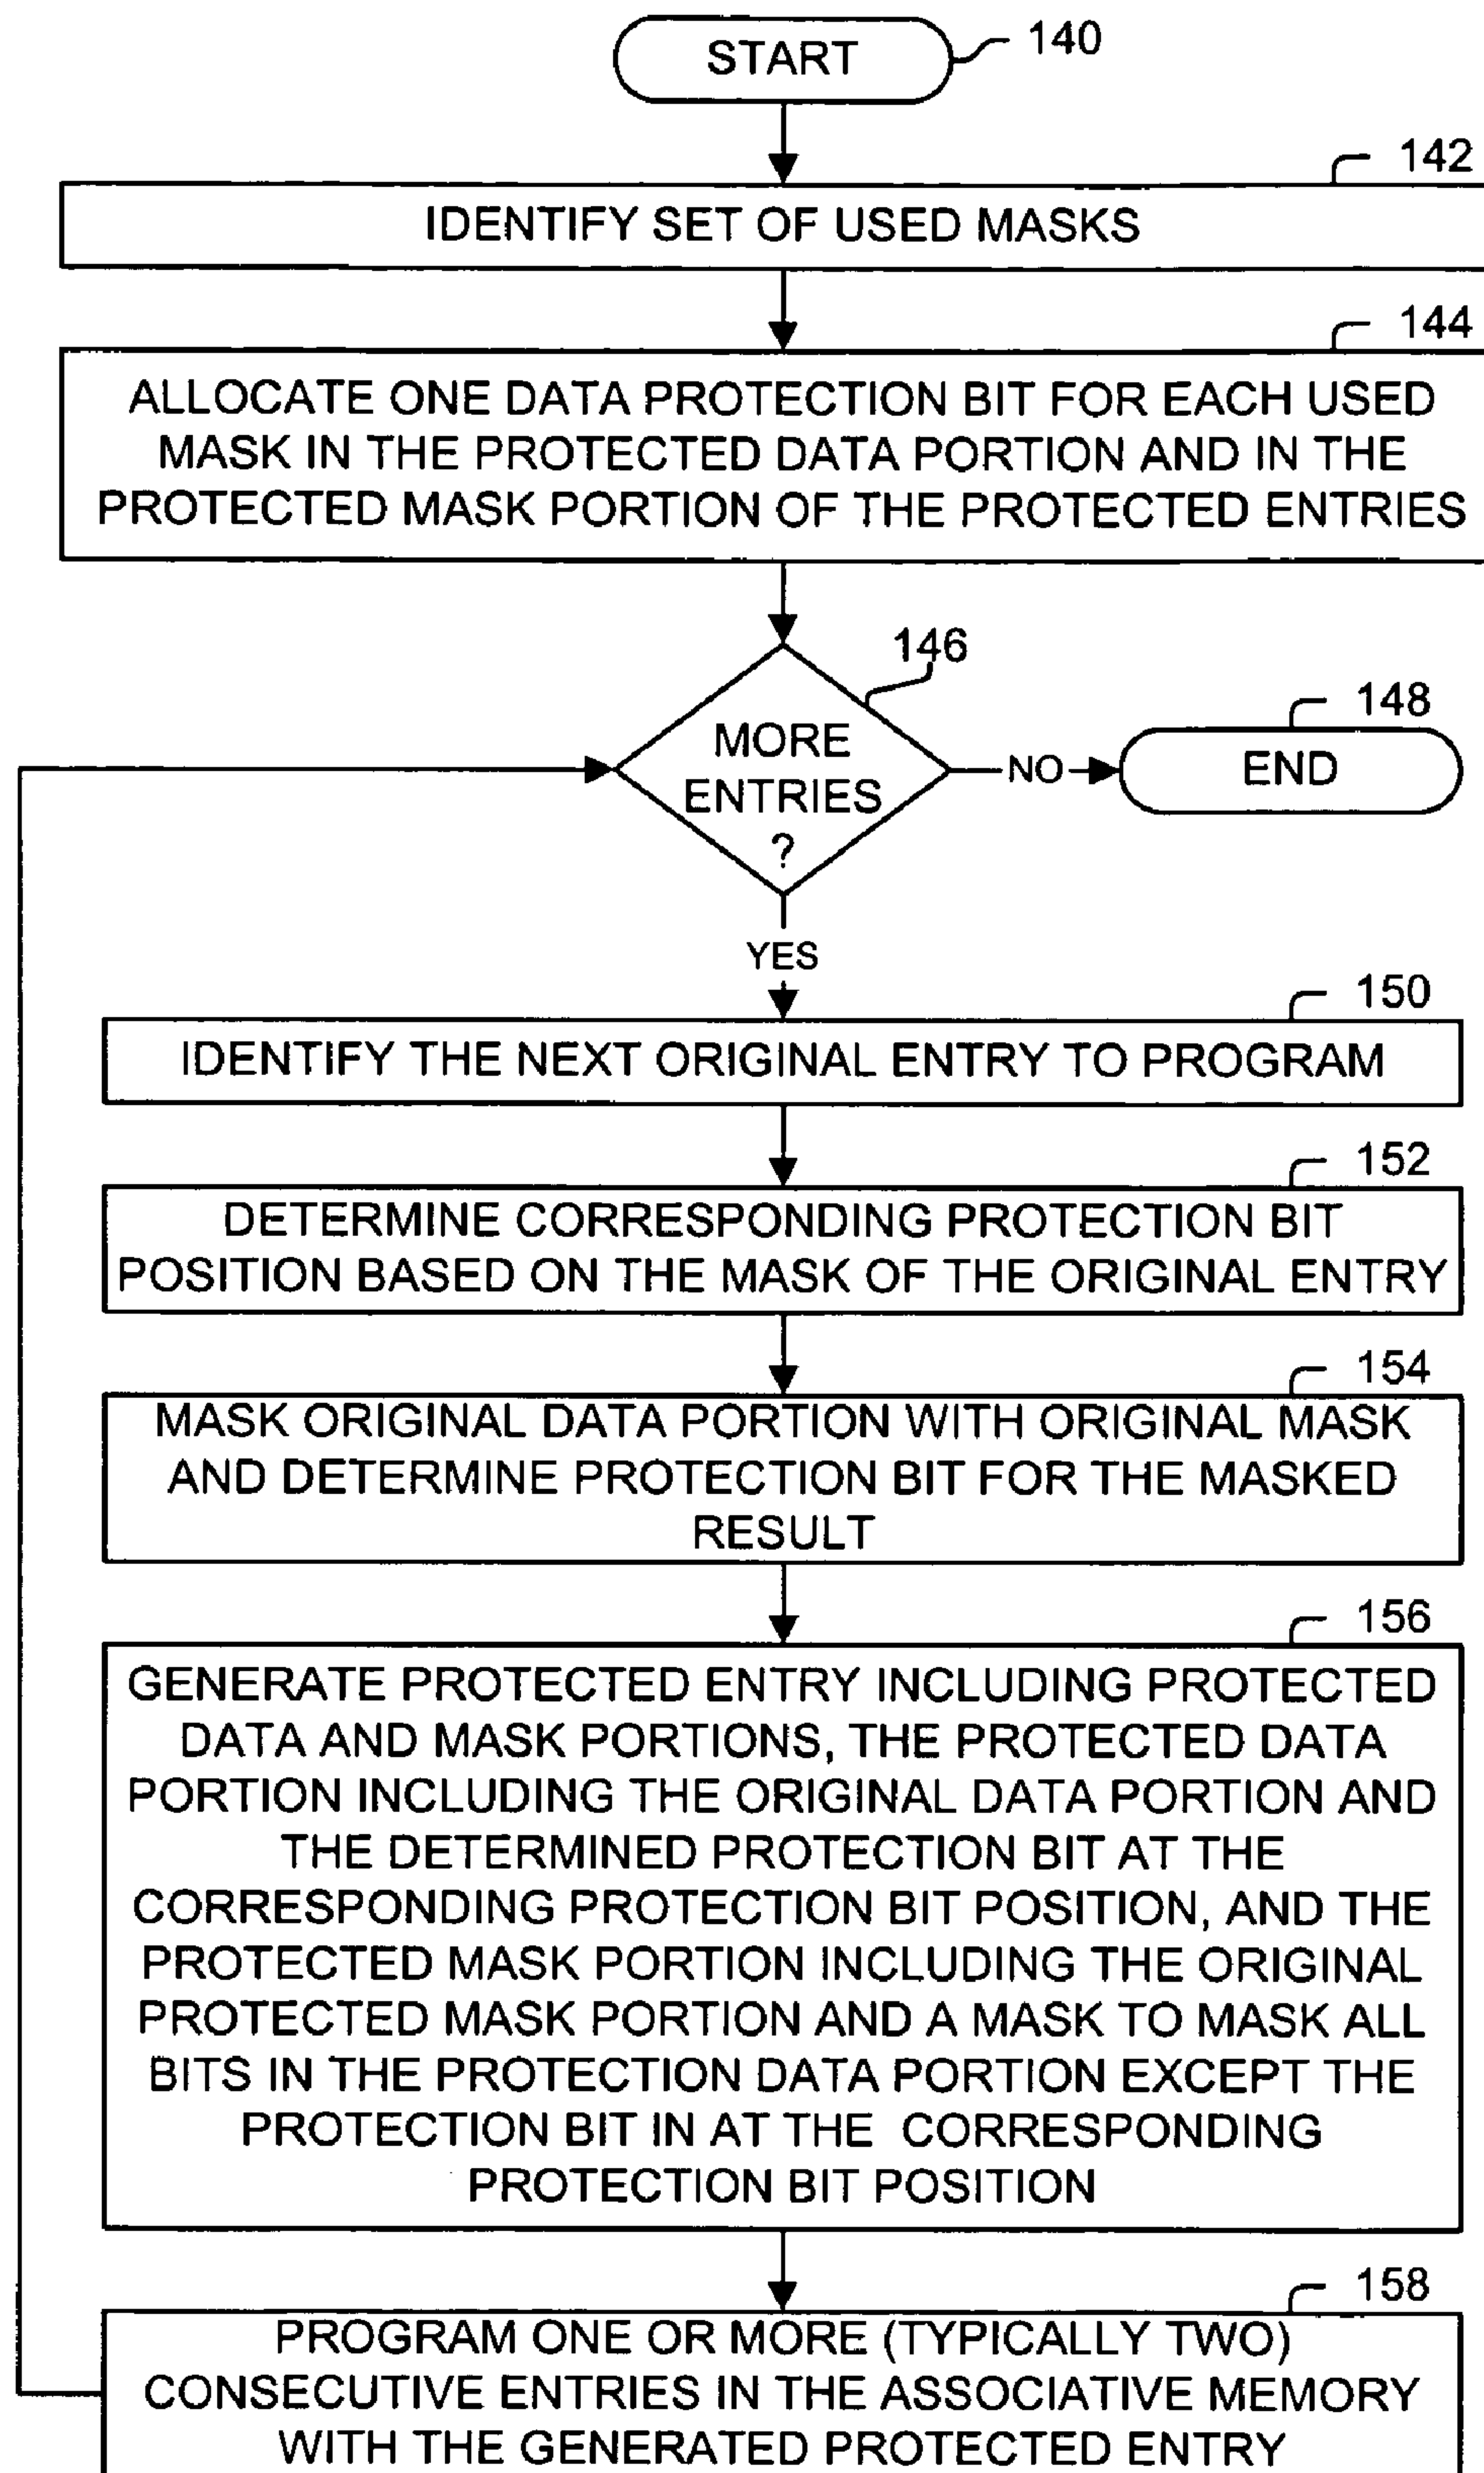 START
140
142
IDENTIFY SET OF USED MASKS
144
ALLOCATE ONE DATA PROTECTION BIT FOR EACH USED
MASK IN THE PROTECTED DATA PORTION AND IN THE
PROTECTED MASK PORTION OF THE PROTECTED ENTRIES
146
MORE
ENTRIES
?
NO
148
END
YES
150
IDENTIFY THE NEXT ORIGINAL ENTRY TO PROGRAM
152
DETERMINE CORRESPONDING PROTECTION BIT
POSITION BASED ON THE MASK OF THE ORIGINAL ENTRY
154
MASK ORIGINAL DATA PORTION WITH ORIGINAL MASK
AND DETERMINE PROTECTION BIT FOR THE MASKED
RESULT
156
GENERATE PROTECTED ENTRY INCLUDING PROTECTED
DATA AND MASK PORTIONS, THE PROTECTED DATA
PORTION INCLUDING THE ORIGINAL DATA PORTION AND
THE DETERMINED PROTECTION BIT AT THE
CORRESPONDING PROTECTION BIT POSITION, AND THE
PROTECTED MASK PORTION INCLUDING THE ORIGINAL
PROTECTED MASK PORTION AND A MASK TO MASK ALL
BITS IN THE PROTECTION DATA PORTION EXCEPT THE
PROTECTION BIT IN AT THE CORRESPONDING
PROTECTION BIT POSITION
158
PROGRAM ONE OR MORE (TYPICALLY TWO)
CONSECUTIVE ENTRIES IN THE ASSOCIATIVE MEMORY
WITH THE GENERATED PROTECTED ENTRY